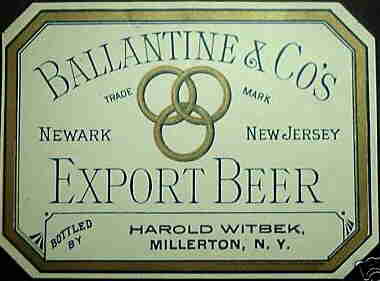 BALLANTINE & CO'S
TRADE MARK
NEWARK NEW JERSEY
EXPORT BEER
BOTTLED BY
HAROLD WITBEK,
MILLERTON, N. Y.